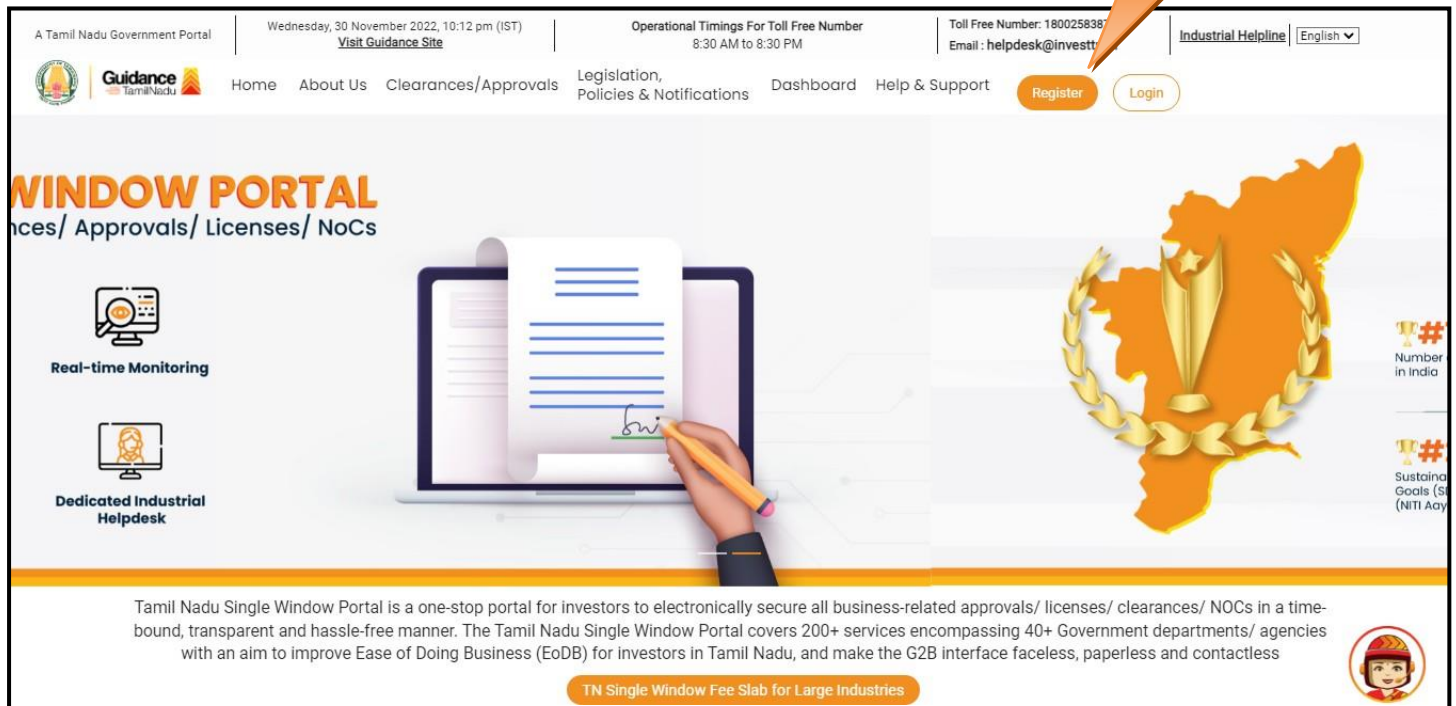 A Tamil Nadu Government Portal
Wednesday, 30 November 2022, 10:12 pm (IST)
Visit Guidance Site
Operational Timings For Toll Free Number
8:30 AM to 8:30 PM
Toll Free Number: 1800258383
Email : helpdesk@investt
Industrial Helpline
English
Guidance
TamilNadu
Home
About Us
Clearances/Approvals
Legislation,
Policies & Notifications
Dashboard
Help & Support
Register
Login
WINDOW PORTAL
nces/ Approvals/ Licenses/ NoCs
Real-time Monitoring
Dedicated Industrial
Helpdesk
#
Number
in India
#
Sustaina
Goals (S
(NITI Aay
Tamil Nadu Single Window Portal is a one-stop portal for investors to electronically secure all business-related approvals/ licenses/ clearances/ NOCs in a time-
bound, transparent and hassle-free manner. The Tamil Nadu Single Window Portal covers 200+ services encompassing 40+ Government departments/ agencies
with an aim to improve Ease of Doing Business (EoDB) for investors in Tamil Nadu, and make the G2B interface faceless, paperless and contactless
TN Single Window Fee Slab for Large Industries